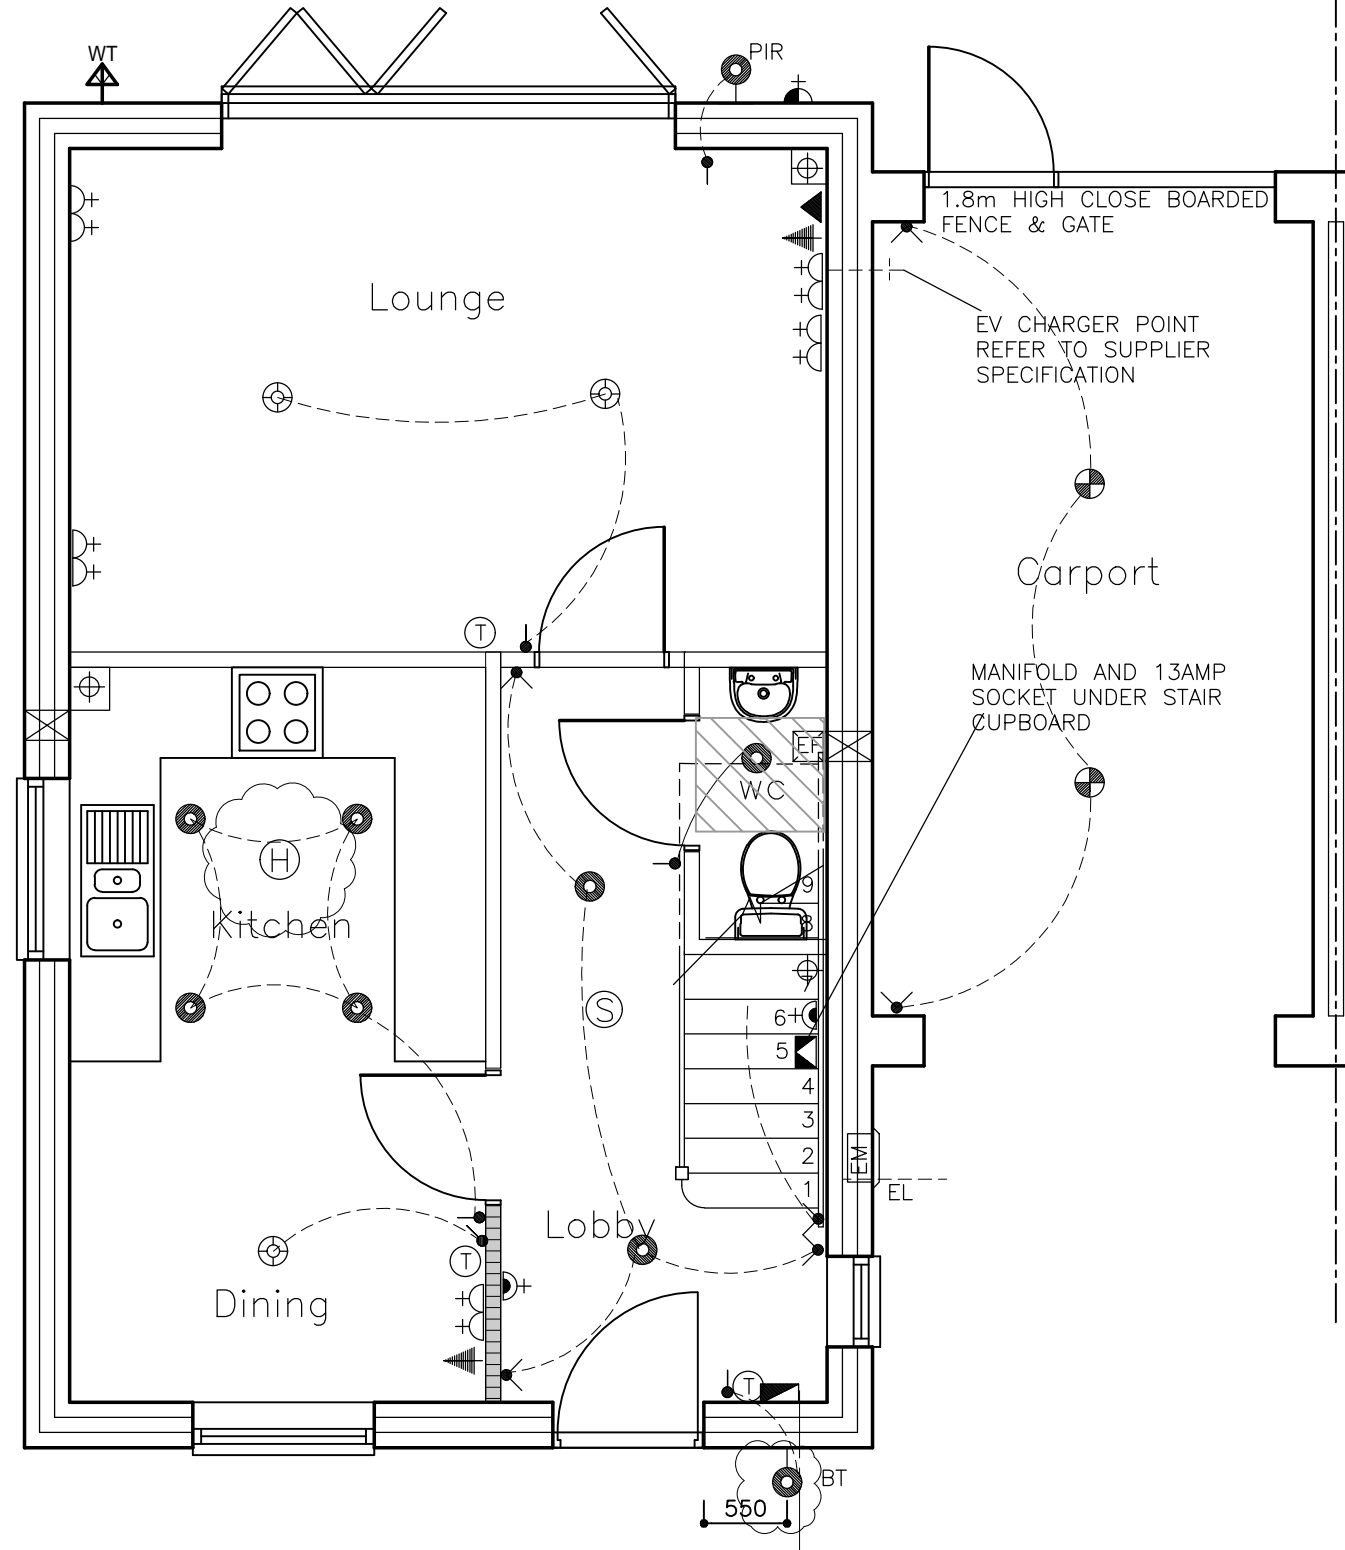 WT
PIR
1.8m HIGH CLOSE BOARDED
FENCE & GATE
Lounge
EV CHARGER POINT
REFER TO SUPPLIER
SPECIFICATION
Carport
T
MANIFOLD AND 13AMP
SOCKET UNDER STAIR
CUPBOARD
EF
WC
H
Kitchen
9
8
7
S
6
5
4
3
2
1
EM
EL
Lobby
T
Dining
T
BT
550